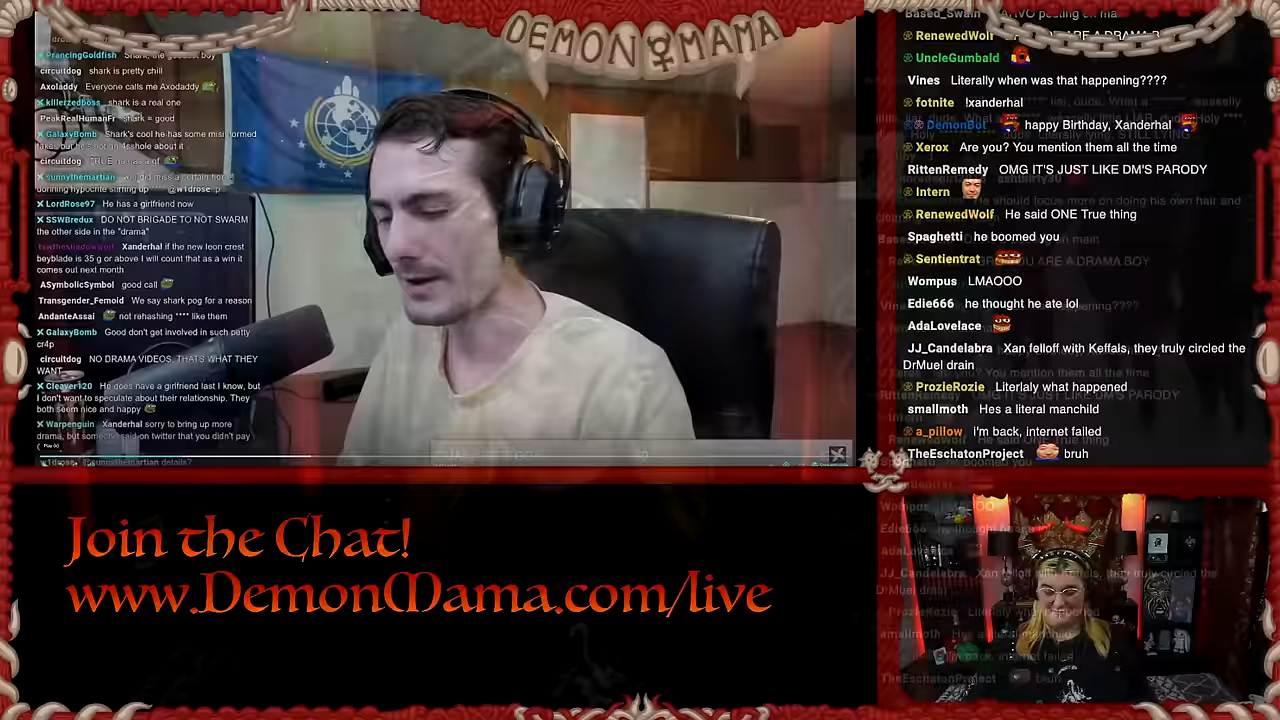 DEMON MAMA
PrancingGoldfish Shark, the goodest boy
circuitdog shark is pretty chill
Axoladdy Everyone calls me Axodaddy
killerzedboss shark is a real one
PeakRealHumanFr shark = good
GalaxyBomb Shark's cool he has some misinformed
circuitdog
sunnythemartian
@w1drose
LordRose97 He has a girlfriend now
SSWBredux DO NOT BRIGADE TO NOT SWARM
the other side in the "drama"
Xanderhal if the new leon crest
beyblade is 35 g or above I will count that as a win it
comes out next month
ASymbolicSymbol good call
Transgender_Femoid We say shark pog for a reason
AndanteAssai not rehashing **** like them
GalaxyBomb Good don't get involved in such petty
cr4p
circuitdog NO DRAMA VIDEOS, THATS WHAT THEY
WANT
Cleaver120 He does have a girlfriend last I know, but
I don't want to speculate about their relationship. They
both seem nice and happy
Warpenguin Xanderhal sorry to bring up more
drama, but someone said on twitter that you didn't pay
Based_Swain
RenewedWolf
UncleGumbald
Vines Literally when was that happening????
fotnite !xanderhal
DemonBot happy Birthday, Xanderhal
Xerox Are you? You mention them all the time
RittenRemedy OMG IT'S JUST LIKE DM'S PARODY
Intern
RenewedWolf He said ONE True thing
Spaghetti he boomed you
Sentientrat
Wompus LMAOOO
Edie666 he thought he ate lol
AdaLovelace
JJ_Candelabra Xan felloff with Keffals, they truly circled the
DrMuel drain
ProzieRozie Literlaly what happened
smallmoth Hes a literal manchild
a_pillow i'm back, internet failed
TheEschatonProject bruh
Join the Chat!
www.DemonMama.com/live